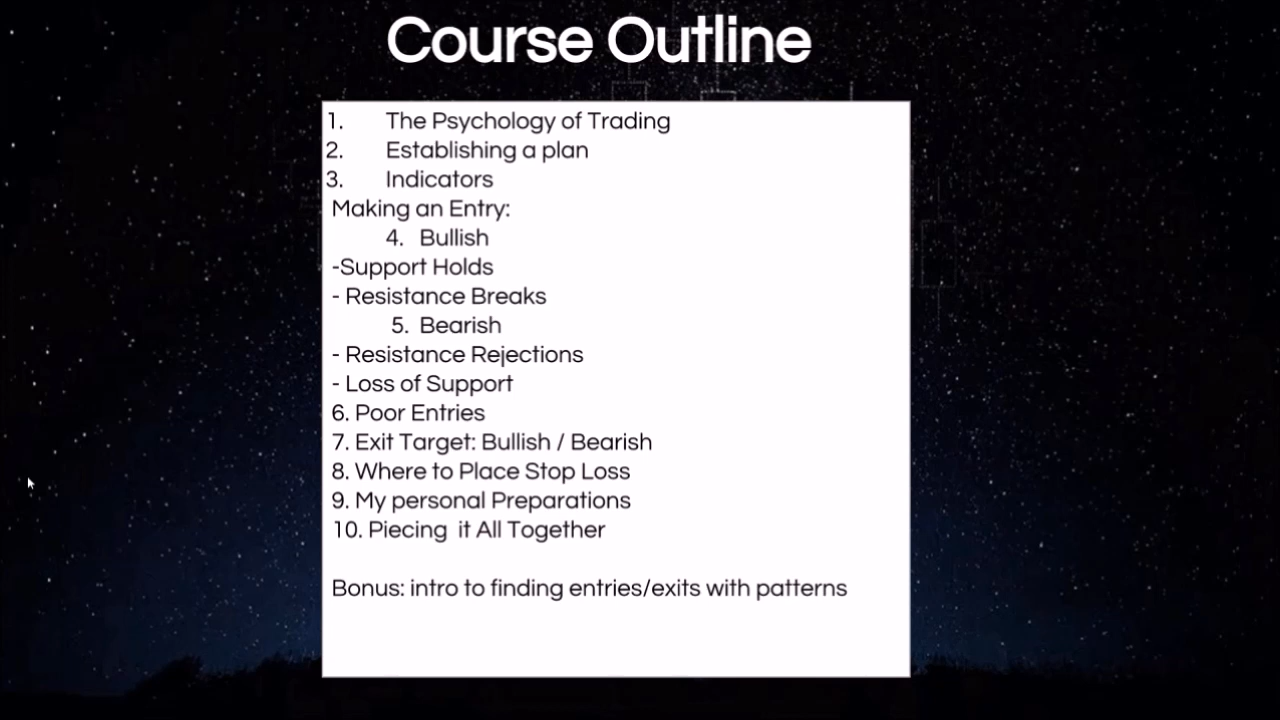 Course Outline
1. The Psychology of Trading
2. Establishing a plan
3. Indicators
Making an Entry:
4. Bullish
-Support Holds
- Resistance Breaks
5. Bearish
- Resistance Rejections
- Loss of Support
6. Poor Entries
7. Exit Target: Bullish / Bearish
8. Where to Place Stop Loss
9. My personal Preparations
10. Piecing  it All Together
Bonus: intro to finding entries/exits with patterns